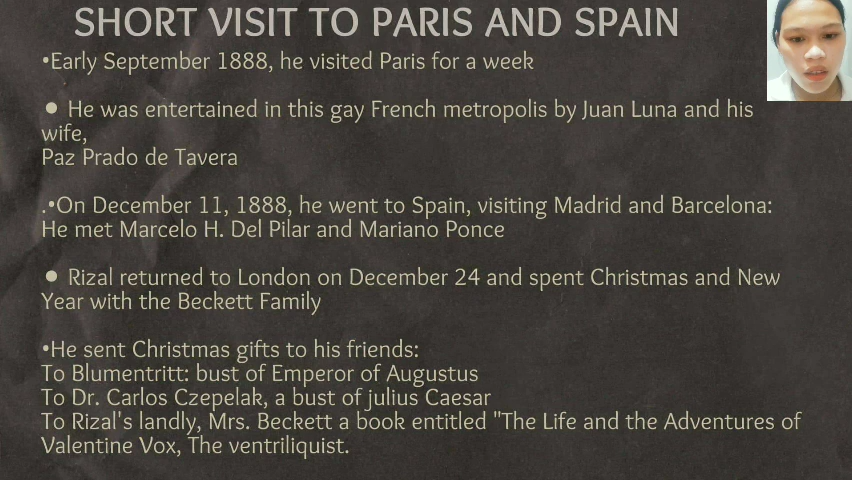 SHORT VISIT TO PARIS AND SPAIN
•Early September 1888, he visited Paris for a week
● He was entertained in this gay French metropolis by Juan Luna and his
wife,
Paz Prado de Tavera
.•On December 11, 1888, he went to Spain, visiting Madrid and Barcelona:
He met Marcelo H. Del Pilar and Mariano Ponce
● Rizal returned to London on December 24 and spent Christmas and New
Year with the Beckett Family
•He sent Christmas gifts to his friends:
To Blumentritt: bust of Emperor of Augustus
To Dr. Carlos Czepelak, a bust of julius Caesar
To Rizal's landly, Mrs. Beckett a book entitled "The Life and the Adventures of
Valentine Vox, The ventriliquist.